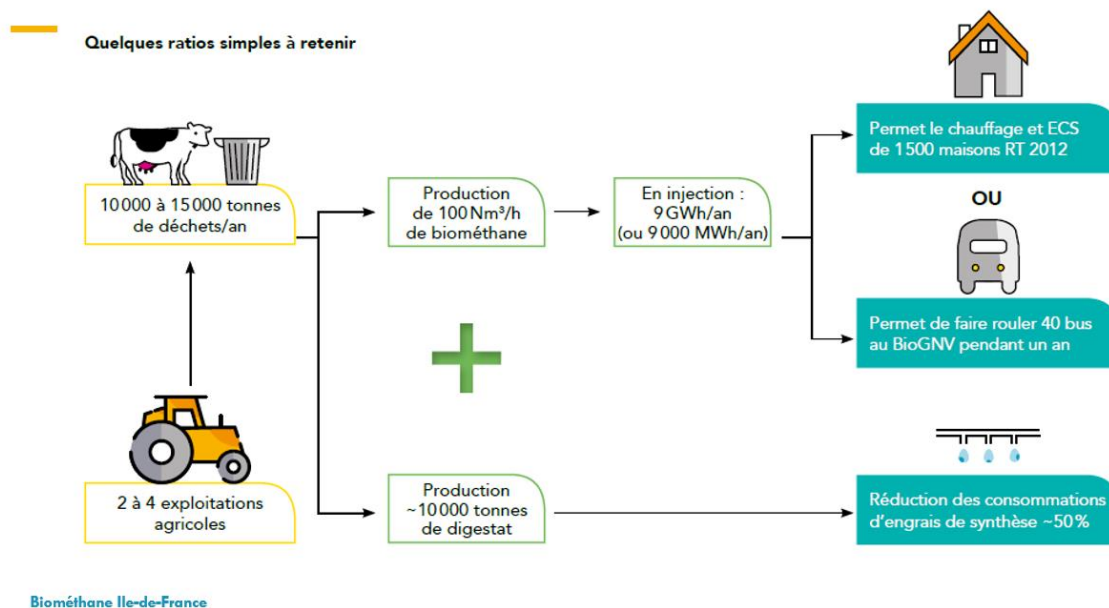 Quelques ratios simples à retenir
10 000 à 15 000 tonnes
de déchets/an
2 à 4 exploitations
agricoles
Production
de 100 Nm³/h
de biométhane
En injection :
9 GWh/an
(ou 9 000 MWh/an)
Permet le chauffage et ECS
de 1 500 maisons RT 2012
OU
Permet de faire rouler 40 bus
au BioGNV pendant un an
Production
~10 000 tonnes
de digestat
Réduction des consommations
d'engrais de synthèse ~50 %
Biométhane Ile-de-France